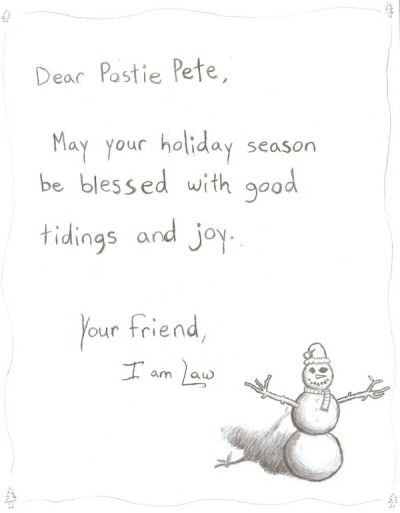 Dear Pastie Pete,
May your holiday season
be blessed with good
tidings and joy.
Your friend,
I am Law